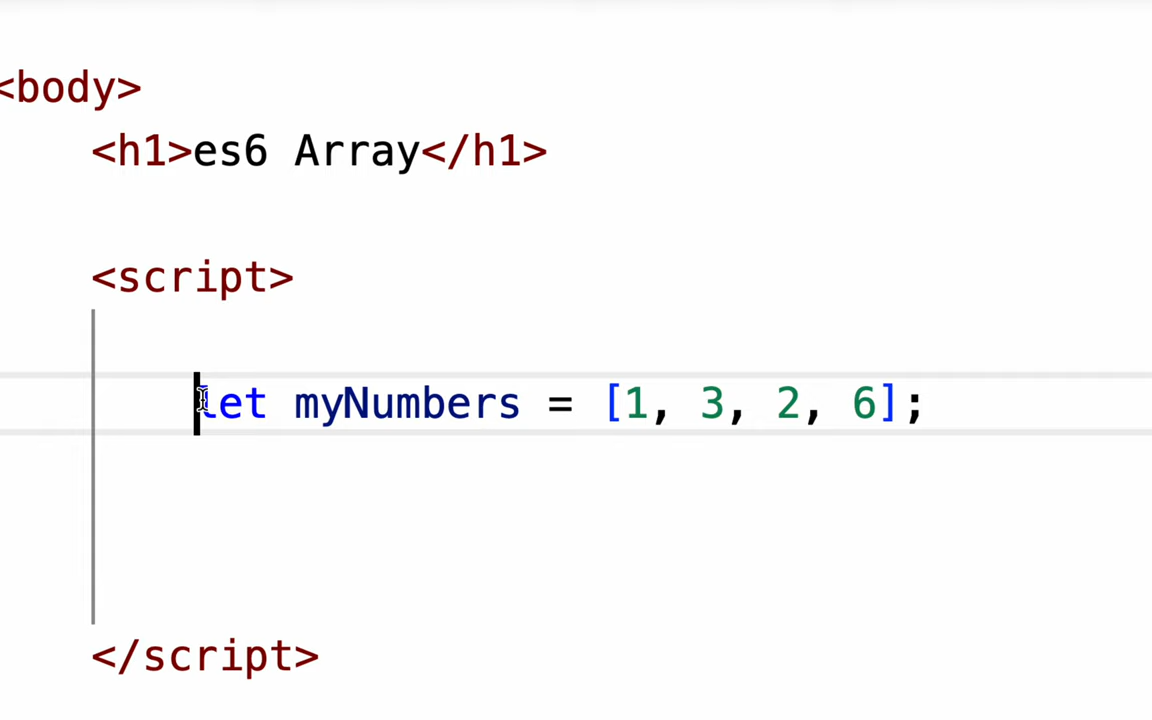 <body>
<h1>es6 Array</h1>
<script>
let myNumbers = [1, 3, 2, 6];
</script>